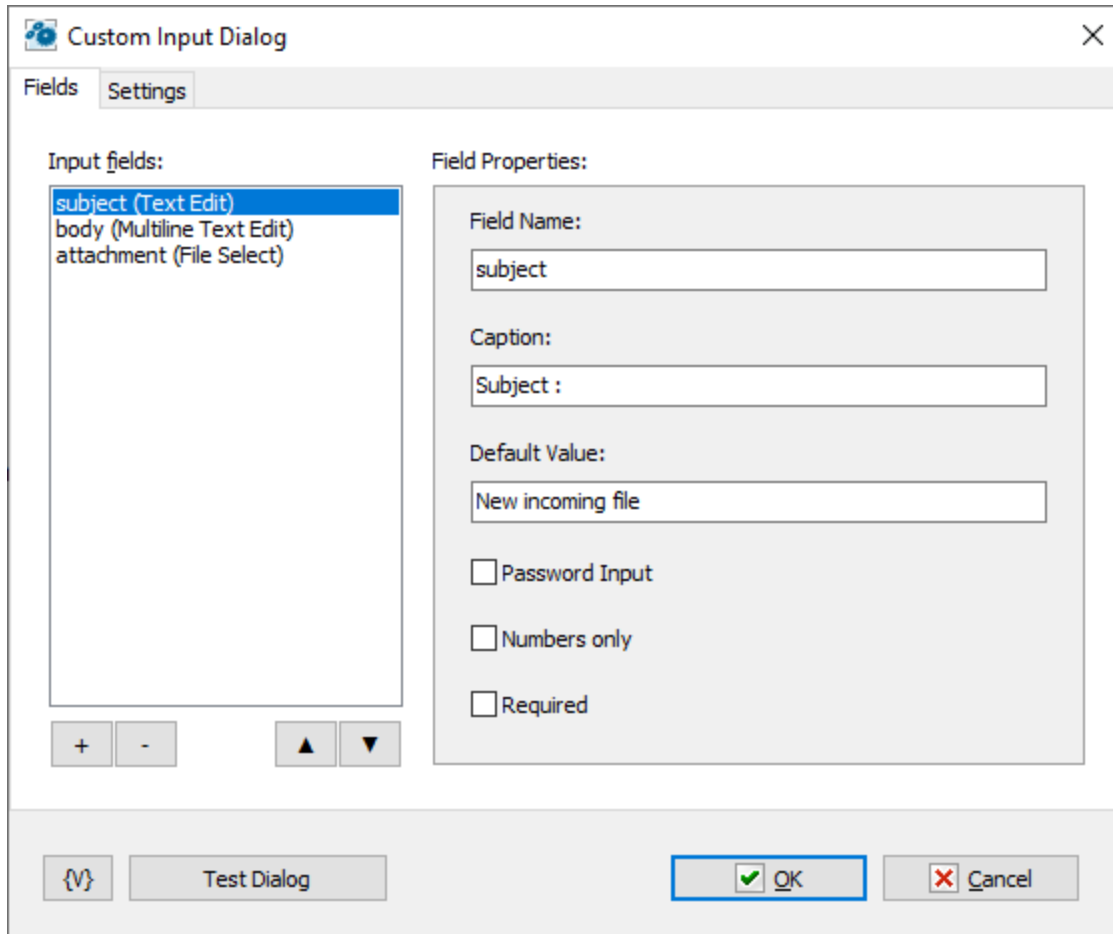 Custom Input Dialog
Fields
Settings
Input fields:
subject (Text Edit)
body (Multiline Text Edit)
attachment (File Select)
+
-
▲
▼
Field Properties:
Field Name:
subject
Caption:
Subject :
Default Value:
New incoming file
Password Input
Numbers only
Required
{V}
Test Dialog
OK
Cancel